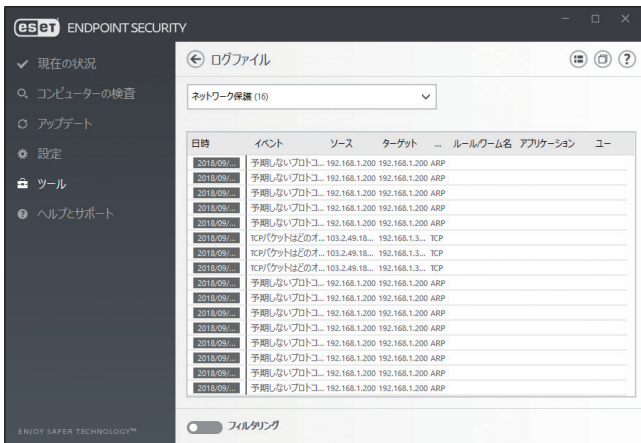 eset ENDPOINT SECURITY
現在の状況
コンピューターの検査
アップデート
設定
ツール
ヘルプとサポート
ENJOY SAFER TECHNOLOGY™
ログファイル
ネットワーク保護 (16)
日時 イベント ソース ターゲット ... ルール/ワーム名 アプリケーション ユー
2018/09/... 予期しないプロトコ... 192.168.1.200 192.168.1.200 ARP
2018/09/... 予期しないプロトコ... 192.168.1.200 192.168.1.200 ARP
2018/09/... 予期しないプロトコ... 192.168.1.200 192.168.1.200 ARP
2018/09/... 予期しないプロトコ... 192.168.1.200 192.168.1.200 ARP
2018/09/... 予期しないプロトコ... 192.168.1.200 192.168.1.200 ARP
2018/09/... TCPパケットはどのオ... 103.2.49.18... 192.168.1.3... TCP
2018/09/... TCPパケットはどのオ... 103.2.49.18... 192.168.1.3... TCP
2018/09/... TCPパケットはどのオ... 103.2.49.18... 192.168.1.3... TCP
2018/09/... 予期しないプロトコ... 192.168.1.200 192.168.1.200 ARP
2018/09/... 予期しないプロトコ... 192.168.1.200 192.168.1.200 ARP
2018/09/... 予期しないプロトコ... 192.168.1.200 192.168.1.200 ARP
2018/09/... 予期しないプロトコ... 192.168.1.200 192.168.1.200 ARP
2018/09/... 予期しないプロトコ... 192.168.1.200 192.168.1.200 ARP
2018/09/... 予期しないプロトコ... 192.168.1.200 192.168.1.200 ARP
2018/09/... 予期しないプロトコ... 192.168.1.200 192.168.1.200 ARP
2018/09/... 予期しないプロトコ... 192.168.1.200 192.168.1.200 ARP
フィルタリング